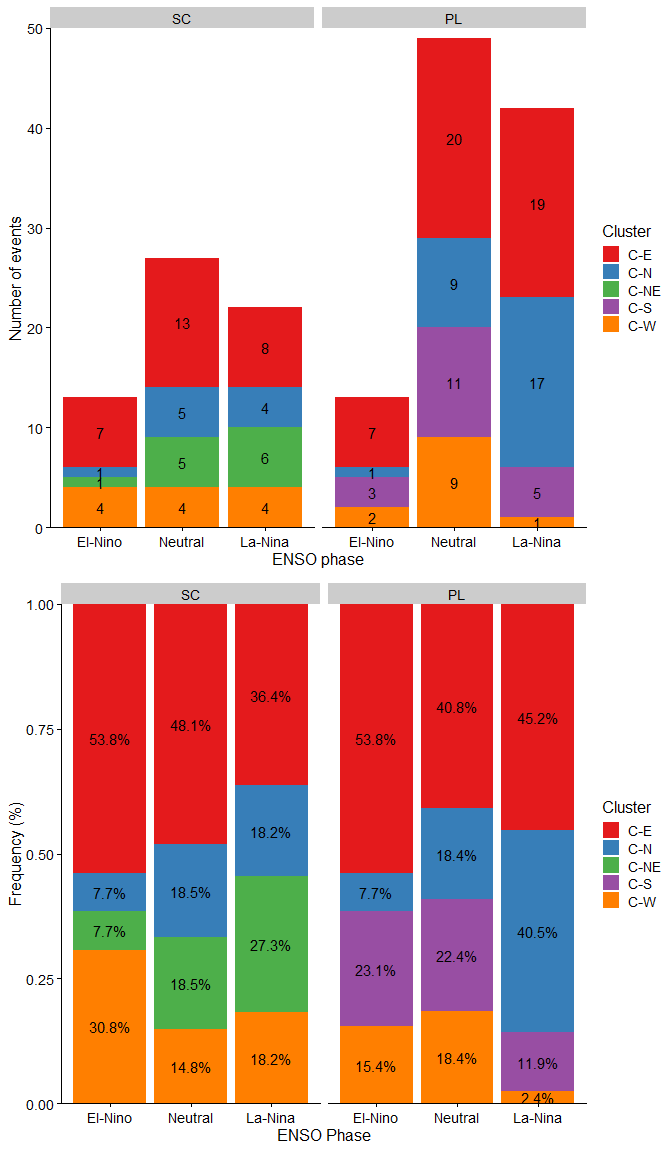 SC PL
50
40
30
20
10
0
Number of events
7 1 1 4
13 5 5 4
8 4 6 4
7 1 3 2
20 9 11 9
19 17 5 1
El-Nino Neutral La-Nina El-Nino Neutral La-Nina
ENSO phase
Cluster
C-E
C-N
C-NE
C-S
C-W
SC PL
1.00
0.75
0.50
0.25
0.00
Frequency (%)
53.8% 7.7% 7.7% 30.8%
48.1% 18.5% 18.5% 14.8%
36.4% 18.2% 27.3% 18.2%
53.8% 7.7% 23.1% 15.4%
40.8% 18.4% 22.4% 18.4%
45.2% 40.5% 11.9% 2.4%
El-Nino Neutral La-Nina El-Nino Neutral La-Nina
ENSO Phase
Cluster
C-E
C-N
C-NE
C-S
C-W